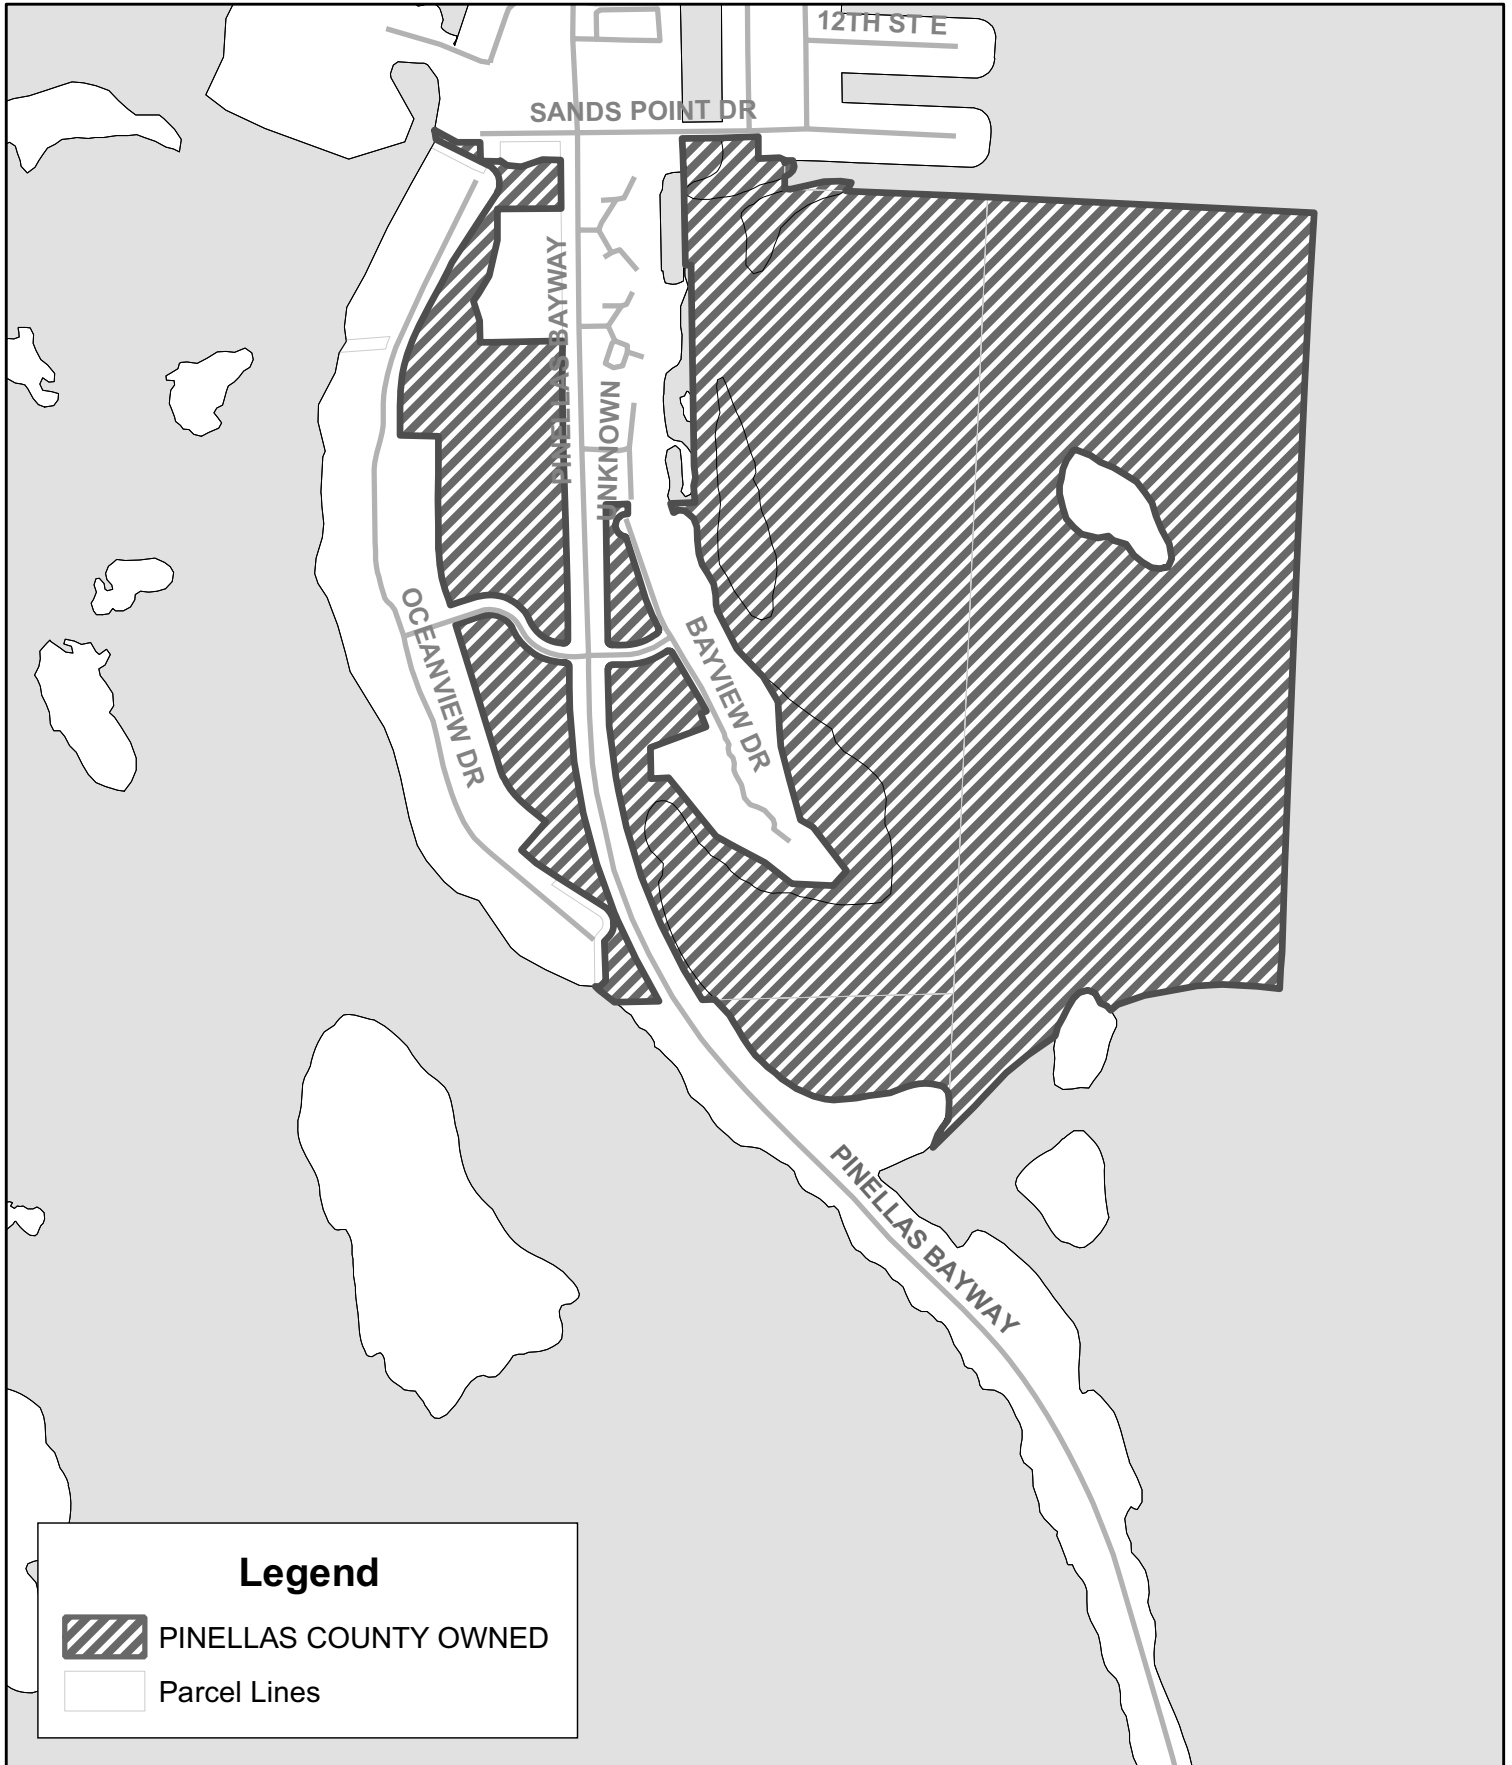 12TH ST E
SANDS POINT DR
PINELLAS BAYWAY
UNKNOWN
OCEANVIEW DR
BAYVIEW DR
PINELLAS BAYWAY
Legend
PINELLAS COUNTY OWNED
Parcel Lines